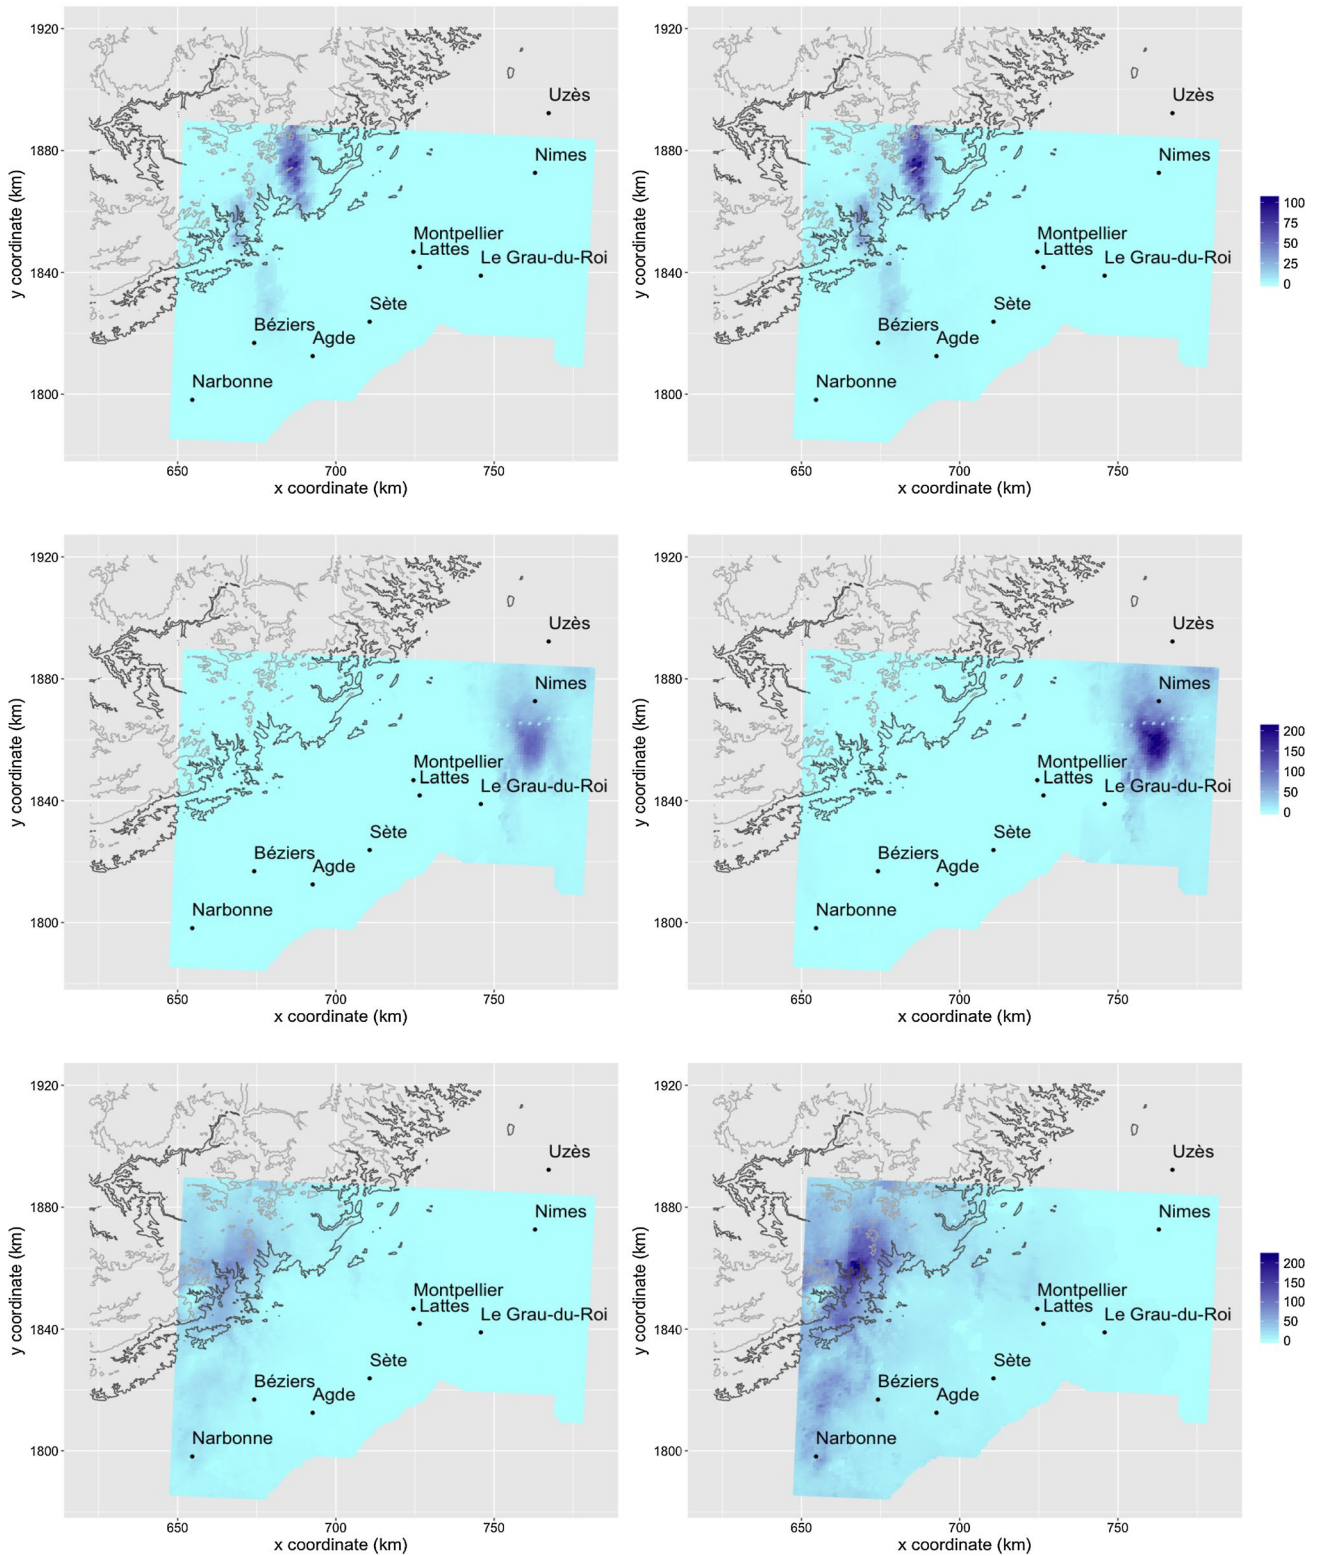 1920
1880
1840
1800
y coordinate (km)
Uzès
Nimes
Montpellier
Lattes
Le Grau-du-Roi
Sète
Béziers
Agde
Narbonne
650
700
750
x coordinate (km)
1920
1880
1840
1800
y coordinate (km)
Uzès
Nimes
Montpellier
Lattes
Le Grau-du-Roi
Sète
Béziers
Agde
Narbonne
650
700
750
x coordinate (km)
100
75
50
25
0
1920
1880
1840
1800
y coordinate (km)
Uzès
Nimes
Montpellier
Lattes
Le Grau-du-Roi
Sète
Béziers
Agde
Narbonne
650
700
750
x coordinate (km)
1920
1880
1840
1800
y coordinate (km)
Uzès
Nimes
Montpellier
Lattes
Le Grau-du-Roi
Sète
Béziers
Agde
Narbonne
650
700
750
x coordinate (km)
200
150
100
50
0
1920
1880
1840
1800
y coordinate (km)
Uzès
Nimes
Montpellier
Lattes
Le Grau-du-Roi
Sète
Béziers
Agde
Narbonne
650
700
750
x coordinate (km)
1920
1880
1840
1800
y coordinate (km)
Uzès
Nimes
Montpellier
Lattes
Le Grau-du-Roi
Sète
Béziers
Agde
Narbonne
650
700
750
x coordinate (km)
200
150
100
50
0